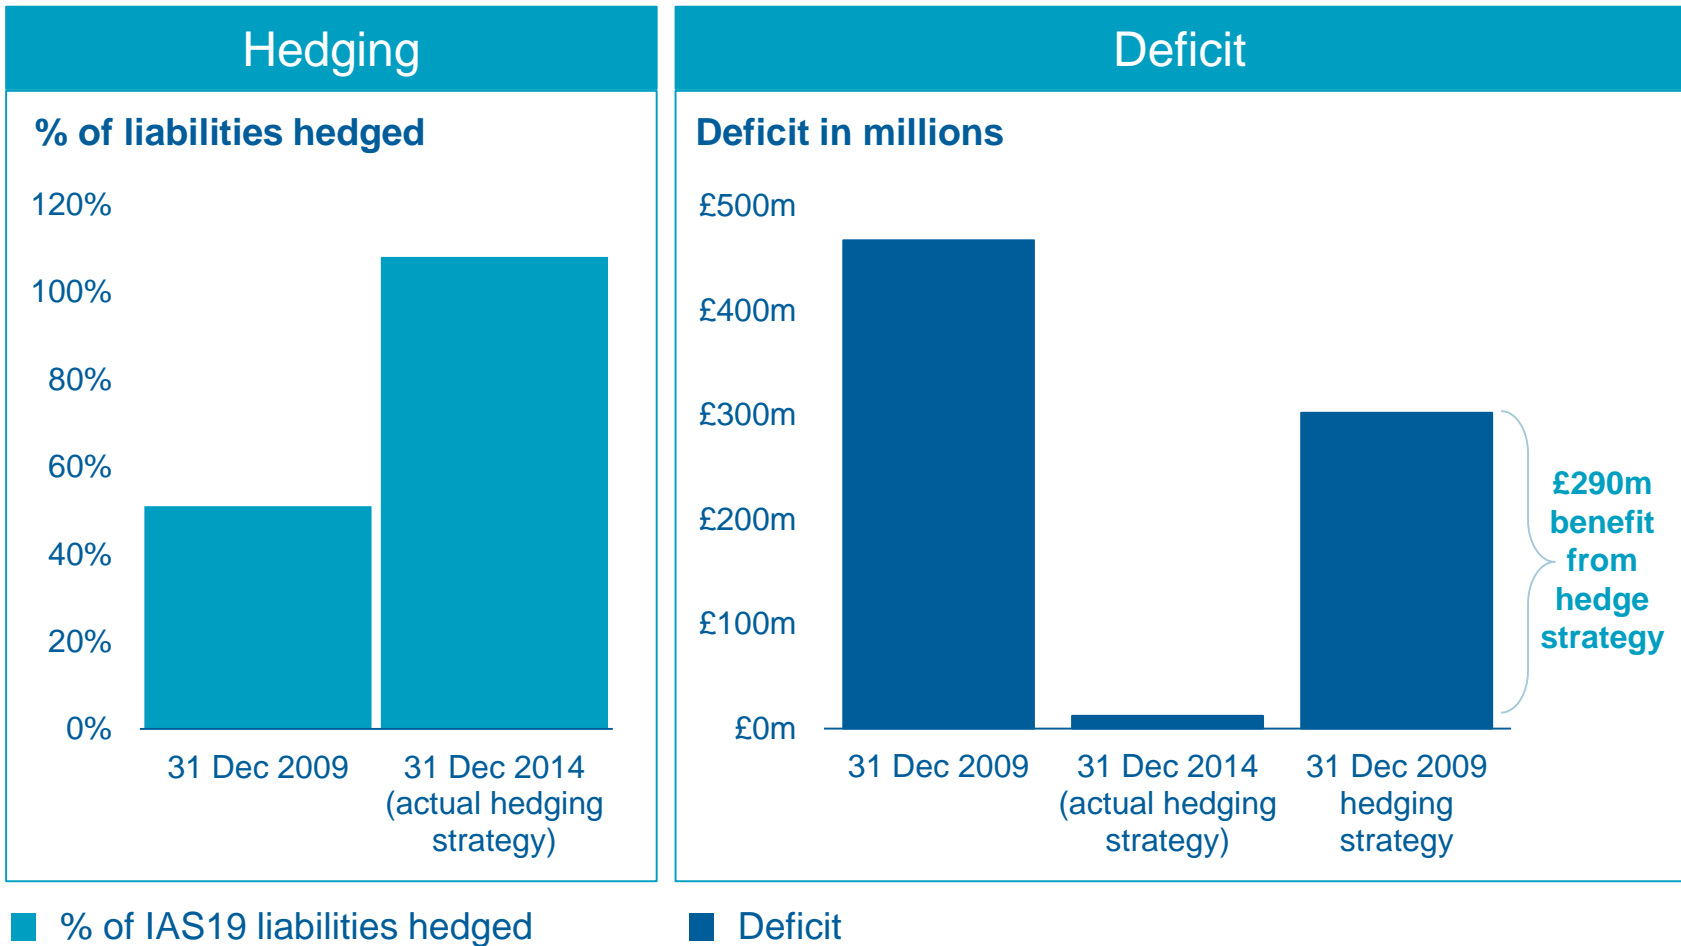 Hedging
% of liabilities hedged
120%
100%
80%
60%
40%
20%
0%
31 Dec 2009
31 Dec 2014
(actual hedging
strategy)
% of IAS19 liabilities hedged
Deficit
Deficit in millions
£500m
£400m
£300m
£200m
£100m
£0m
31 Dec 2009
31 Dec 2014
(actual hedging
strategy)
31 Dec 2009
hedging
strategy
£290m
benefit
from
hedge
strategy
Deficit